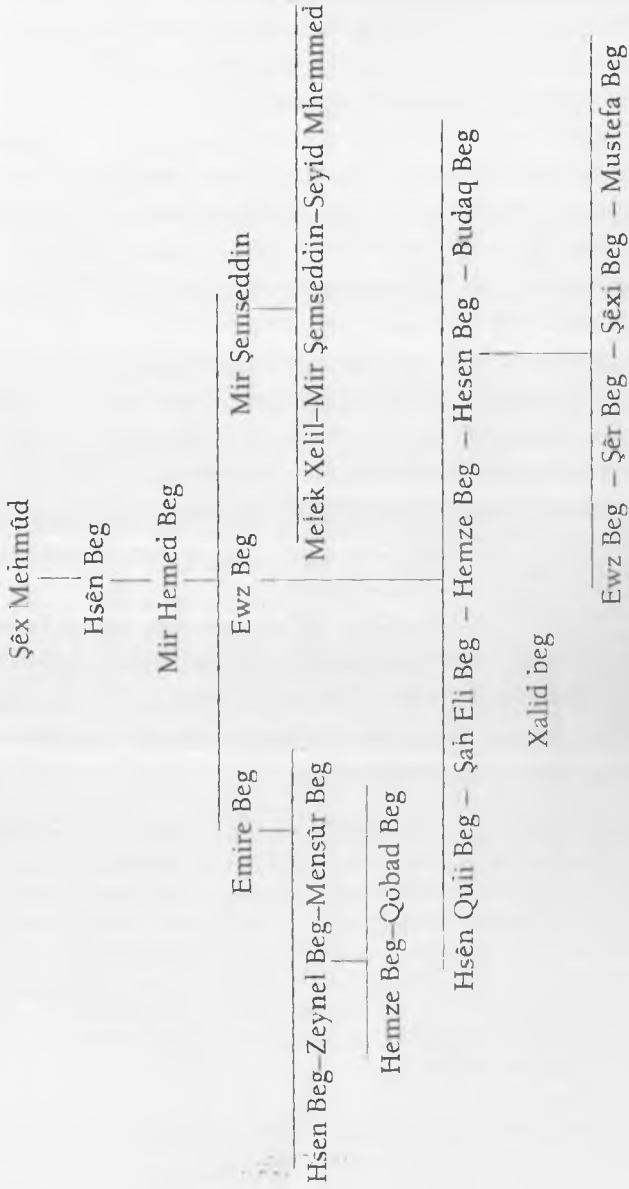 Şêx Mehmûd
Hsên Beg
Mir Hemed Beg
Emire Beg Ewz Beg Mir Şemseddin
Hsen Beg–Zeynel Beg–Mensûr Beg Melek Xelil–Mir Şemseddin–Seyid Mhemmed
Hemze Beg–Qubad Beg
Hsên Quli Beg – Şah Eli Beg – Hemze Beg – Hesen Beg – Budaq Beg
Xalid beg
Ewz Beg – Şêr Beg – Şêxi Beg – Mustefa Beg